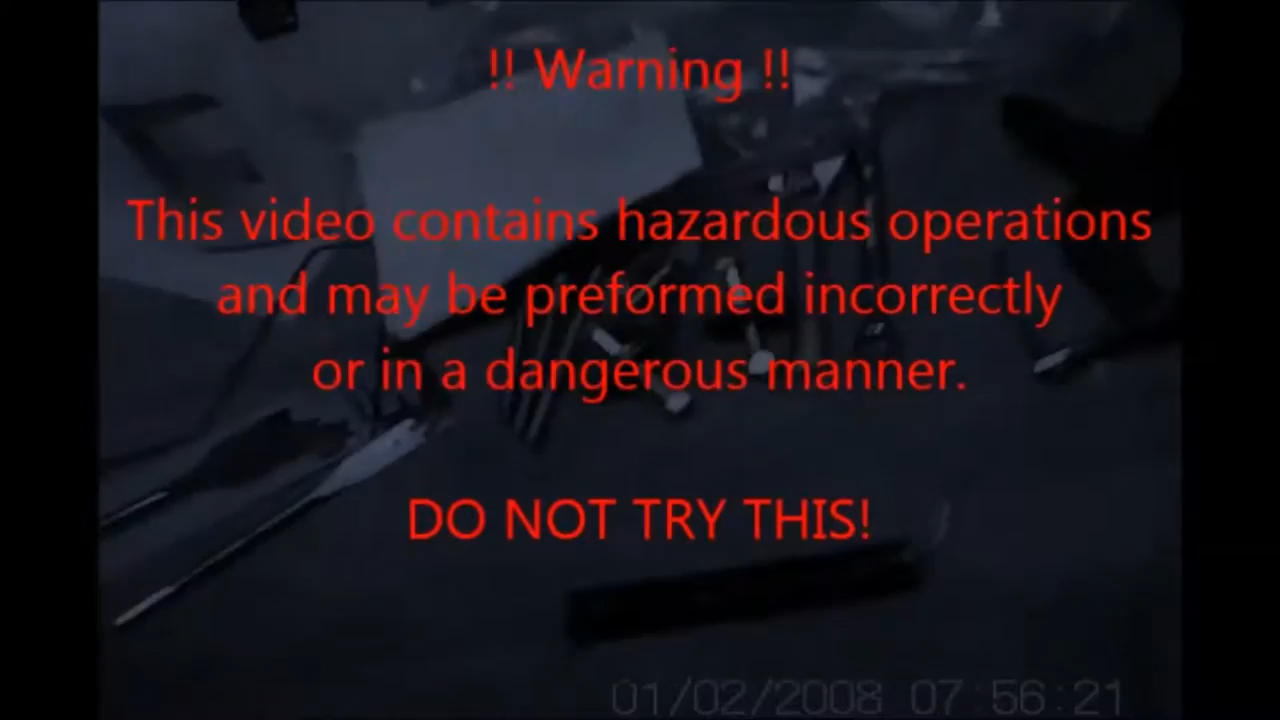 !! Warning !!
This video contains hazardous operations
and may be preformed incorrectly
or in a dangerous manner.
DO NOT TRY THIS!
01/02/2008 07:56:21